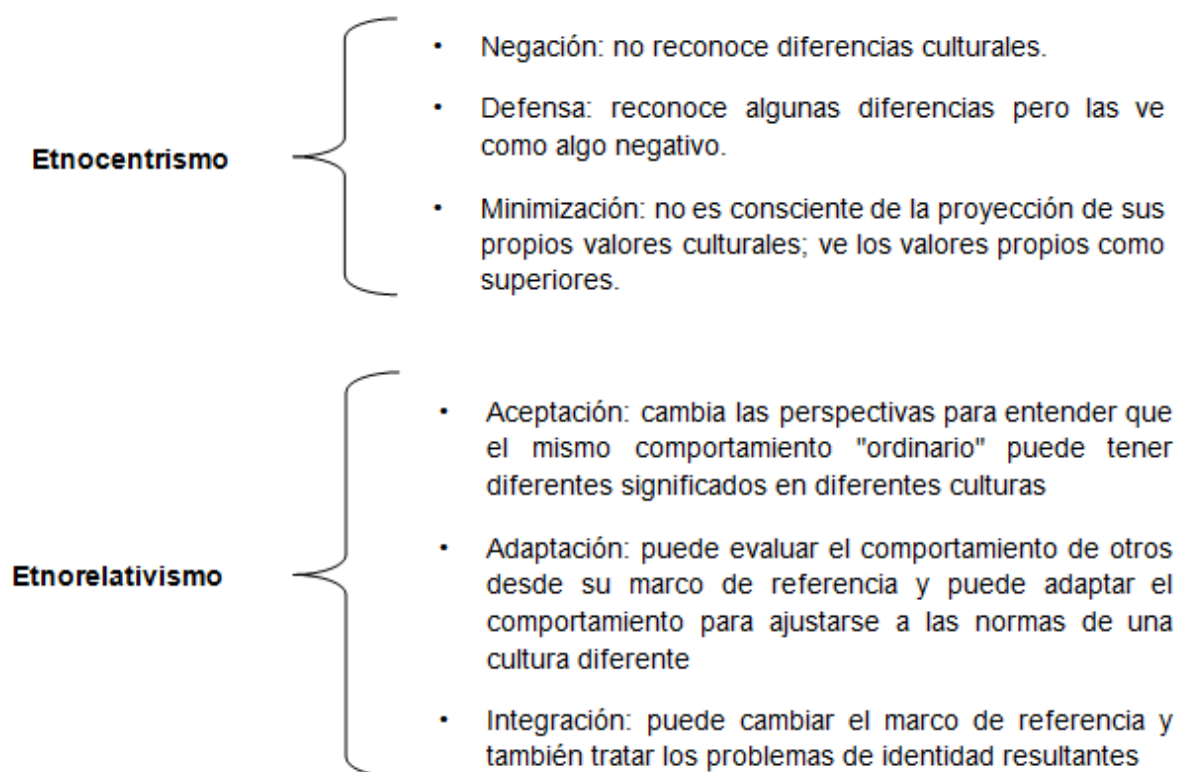 Etnocentrismo
• Negación: no reconoce diferencias culturales.
• Defensa: reconoce algunas diferencias pero las ve
como algo negativo.
• Minimización: no es consciente de la proyección de sus
propios valores culturales; ve los valores propios como
superiores.
Etnorelativismo
• Aceptación: cambia las perspectivas para entender que
el mismo comportamiento "ordinario" puede tener
diferentes significados en diferentes culturas
• Adaptación: puede evaluar el comportamiento de otros
desde su marco de referencia y puede adaptar el
comportamiento para ajustarse a las normas de una
cultura diferente
• Integración: puede cambiar el marco de referencia y
también tratar los problemas de identidad resultantes